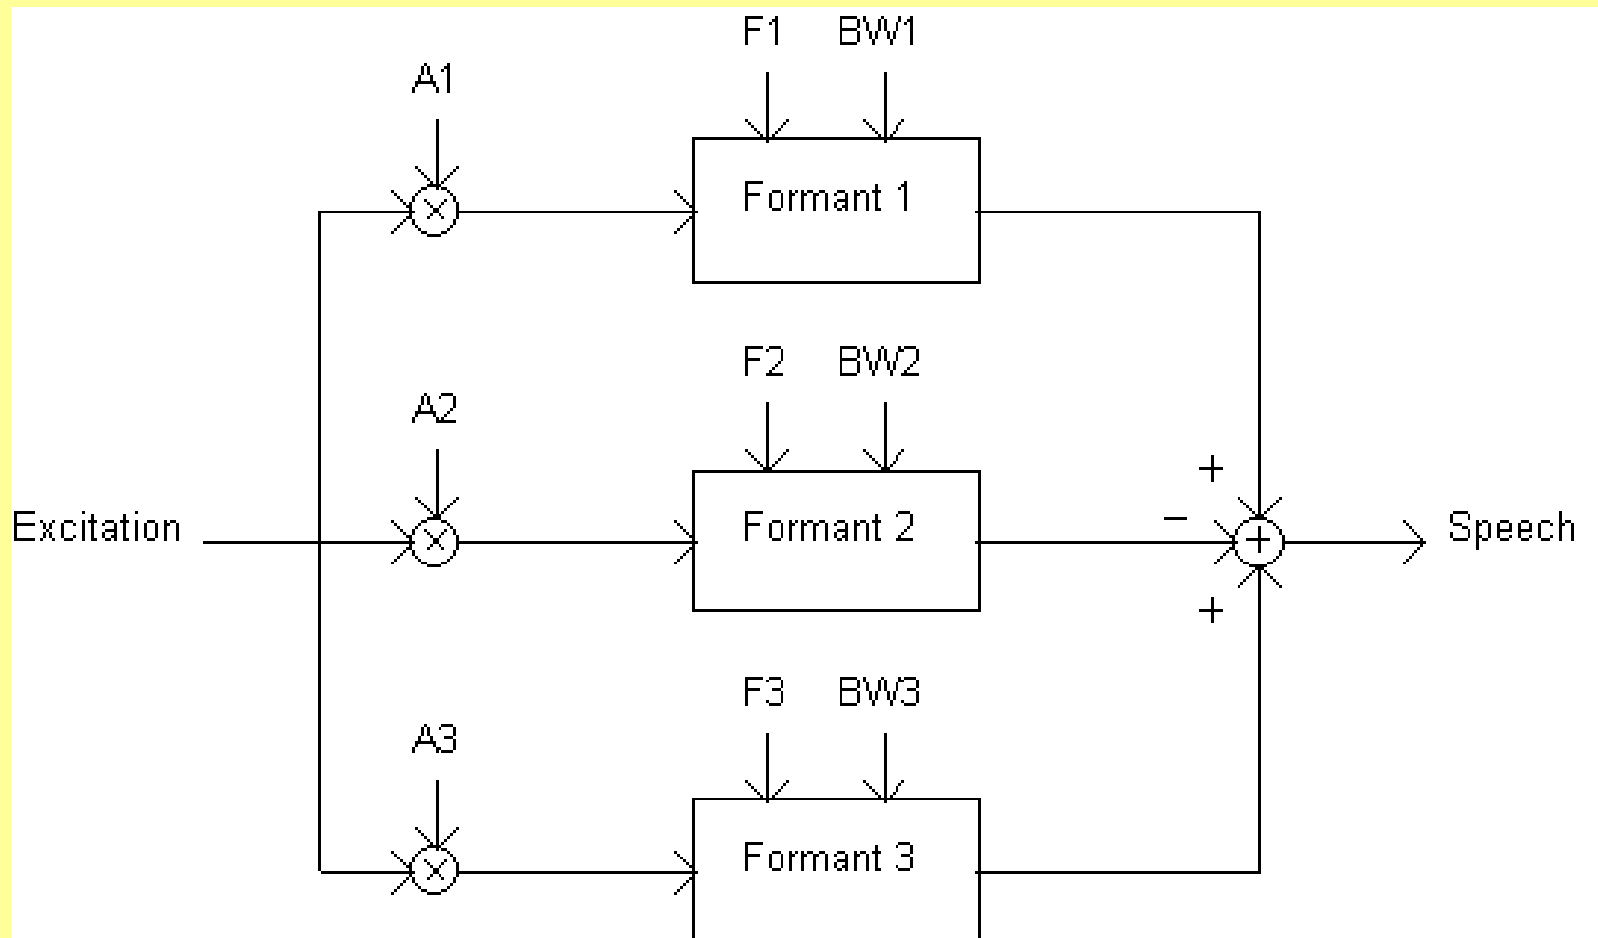 F1 BW1
A1
Formant 1
F2 BW2
A2
+
−
Excitation
Formant 2
+
Speech
+
F3 BW3
A3
Formant 3